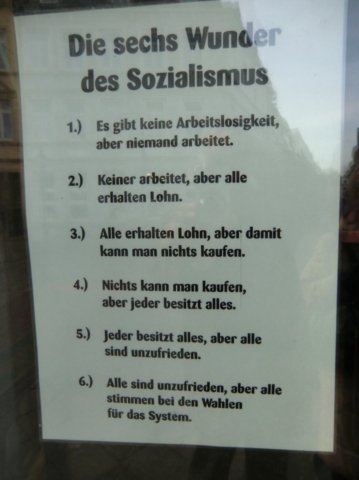 Die sechs Wunder
des Sozialismus
1.) Es gibt keine Arbeitslosigkeit,
aber niemand arbeitet.
2.) Keiner arbeitet, aber alle
erhalten Lohn.
3.) Alle erhalten Lohn, aber damit
kann man nichts kaufen.
4.) Nichts kann man kaufen,
aber jeder besitzt alles.
5.) Jeder besitzt alles, aber alle
sind unzufrieden.
6.) Alle sind unzufrieden, aber alle
stimmen bei den Wahlen
für das System.